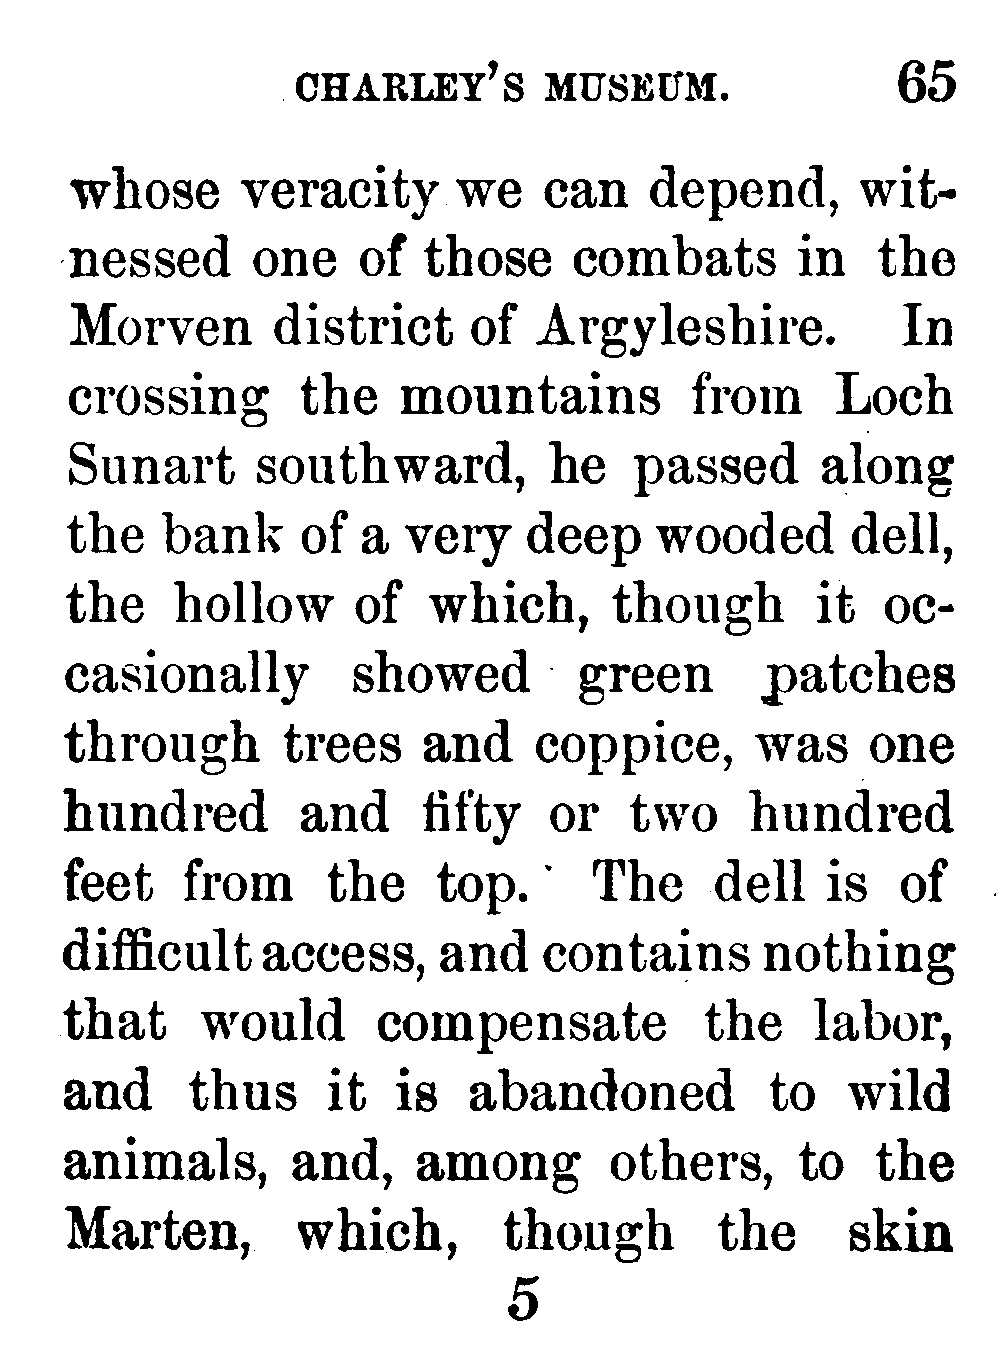 CHARLEY'S MUSEUM. 65
whose veracity we can depend, wit-
nessed one of those combats in the
Morven district of Argyleshire. In
crossing the mountains from Loch
Sunart southward, he passed along
the bank of a very deep wooded dell,
the hollow of which, though it oc-
casionally showed green patches
through trees and coppice, was one
hundred and fifty or two hundred
feet from the top. The dell is of
difficult access, and contains nothing
that would compensate the labor,
and thus it is abandoned to wild
animals, and, among others, to the
Marten, which, though the skin
5